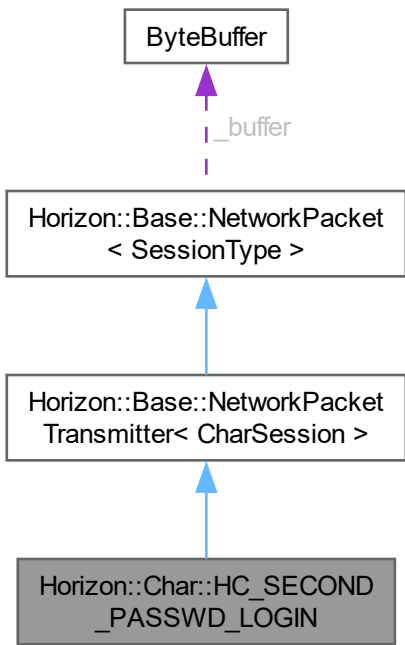 ByteBuffer
_buffer
Horizon::Base::NetworkPacket
< SessionType >
Horizon::Base::NetworkPacket
Transmitter< CharSession >
Horizon::Char::HC_SECOND
_PASSWD_LOGIN